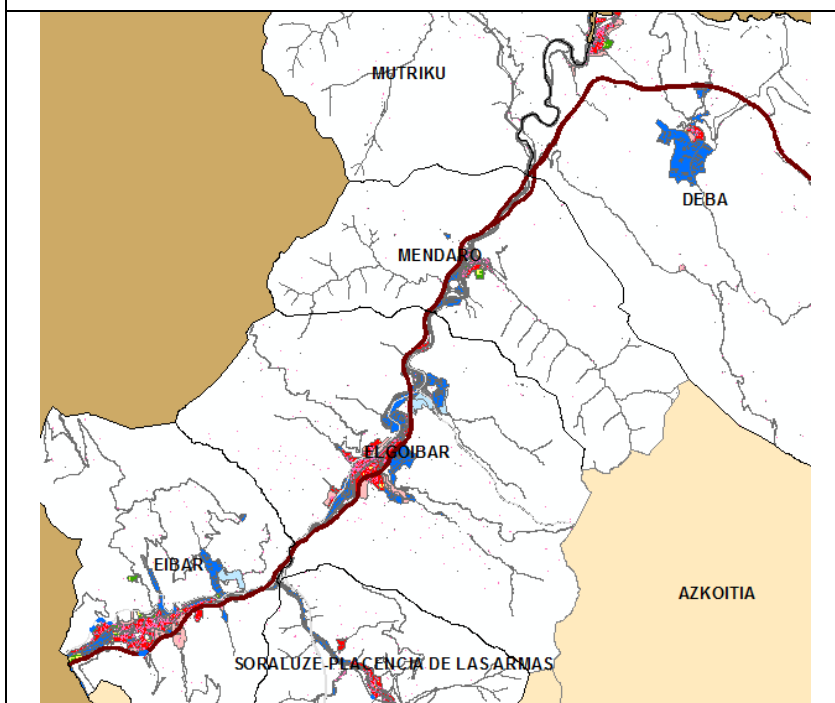 MUTRIKU
DEBA
MENDARO
ELGOIBAR
EIBAR
AZKOITIA
SORALUZE-PLACENCIA DE LAS ARMAS